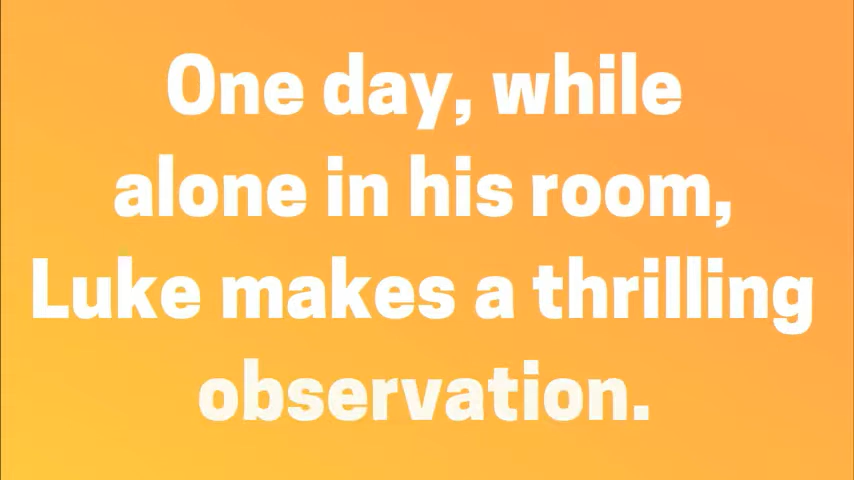 One day, while
alone in his room,
Luke makes a thrilling
observation.